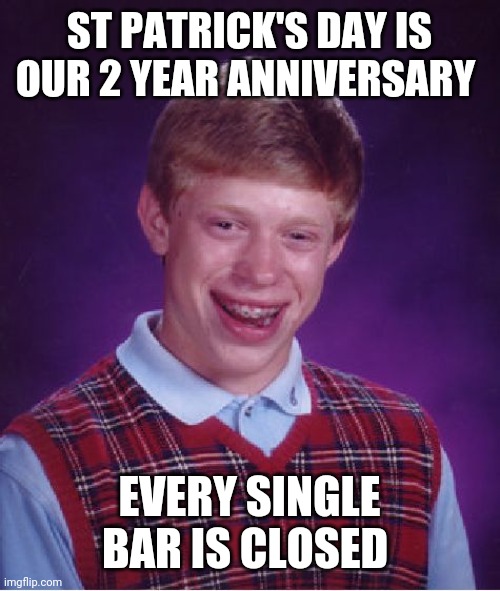 ST PATRICK'S DAY IS
OUR 2 YEAR ANNIVERSARY
EVERY SINGLE
BAR IS CLOSED
imgflip.com